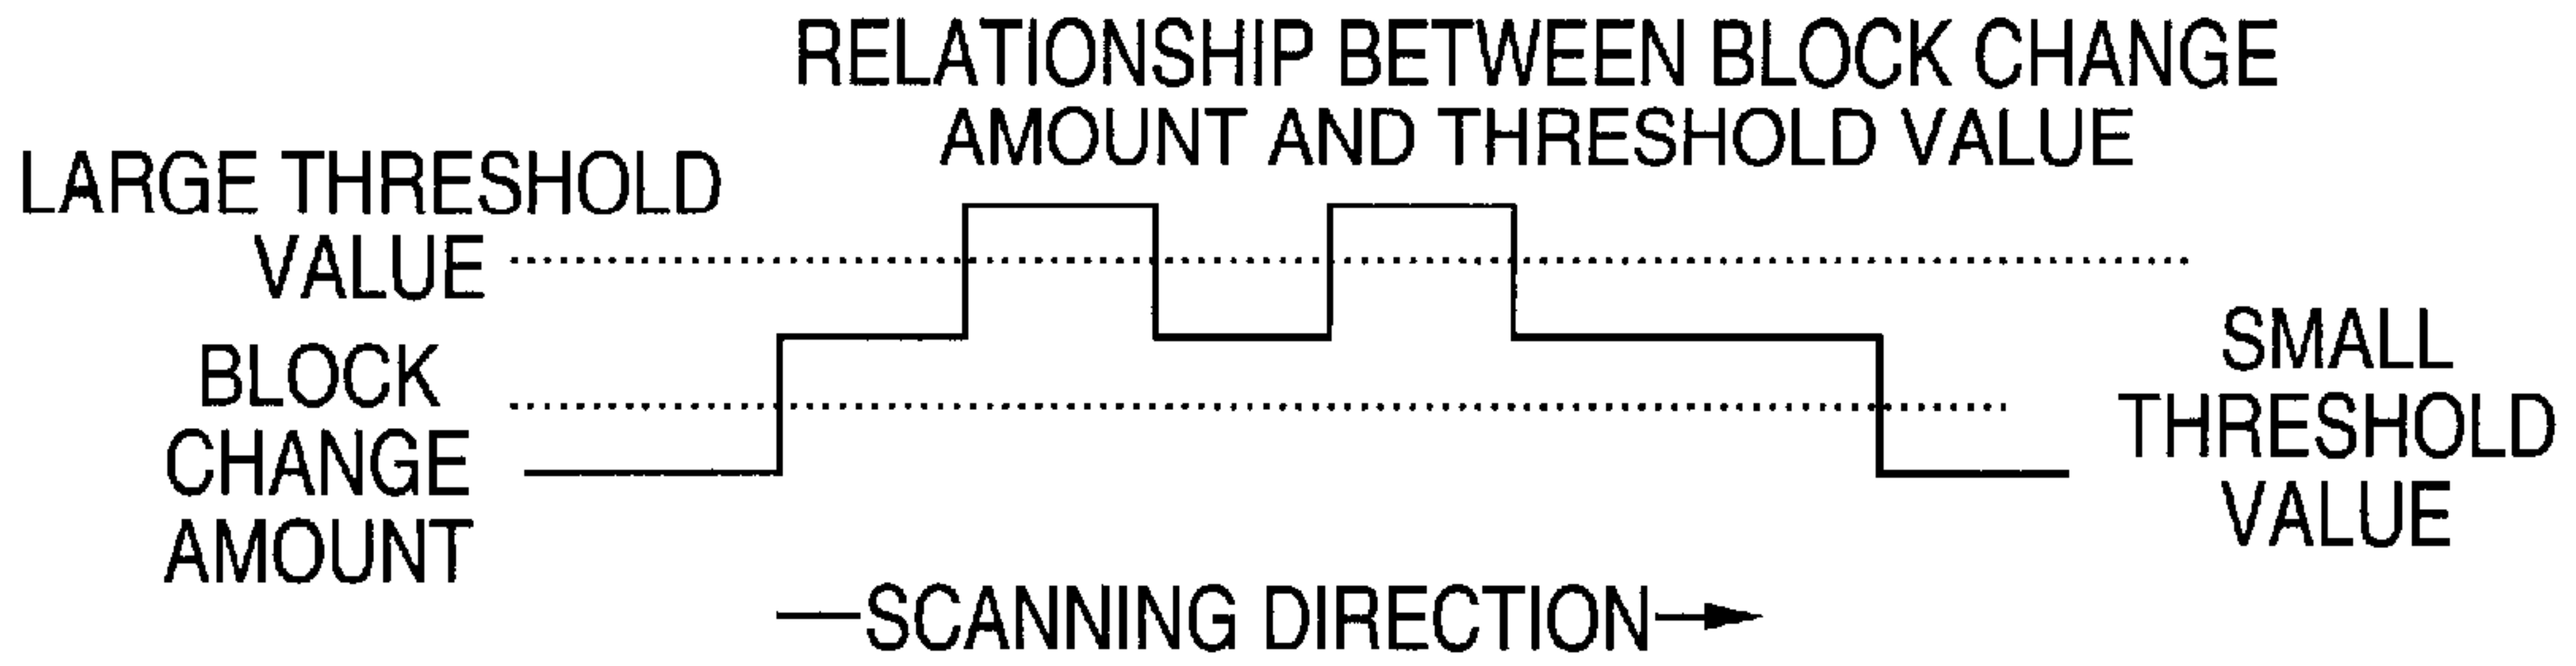 RELATIONSHIP BETWEEN BLOCK CHANGE
AMOUNT AND THRESHOLD VALUE
LARGE THRESHOLD
VALUE
BLOCK
CHANGE
AMOUNT
SMALL
THRESHOLD
VALUE
SCANNING DIRECTION